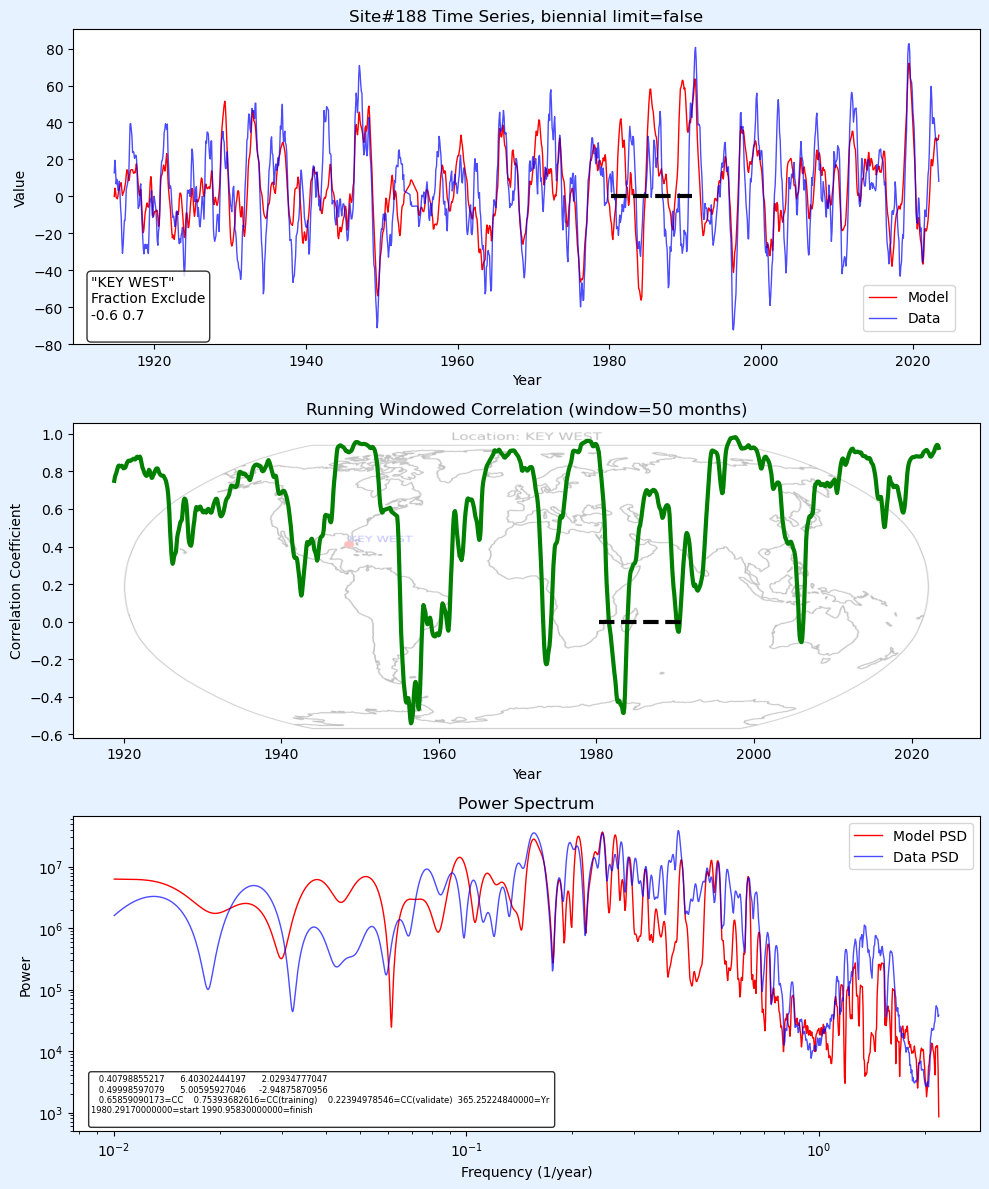 Site#188 Time Series, biennial limit=false
80
60
40
20
0
−20
−40
−60
−80
Value
"KEY WEST"
Fraction Exclude
-0.6 0.7
Model
Data
1920 1940 1960 1980 2000 2020
Year
Running Windowed Correlation (window=50 months)
Location: KEY WEST
KEY WEST
1.0
0.8
0.6
0.4
0.2
0.0
−0.2
−0.4
−0.6
Correlation Coefficient
1920 1940 1960 1980 2000 2020
Year
Power Spectrum
Model PSD
Data PSD
10⁷
10⁶
10⁵
10⁴
10³
Power
0.40798855217 6.40302444197 2.02934777047
0.49998597079 5.00595927046 -2.94875870956
0.65859090173=CC 0.75393682616=CC(training) 0.22394978546=CC(validate) 365.25224840000=Yr
1980.29170000000=start 1990.95830000000=finish
10⁻² 10⁻¹ 10⁰
Frequency (1/year)